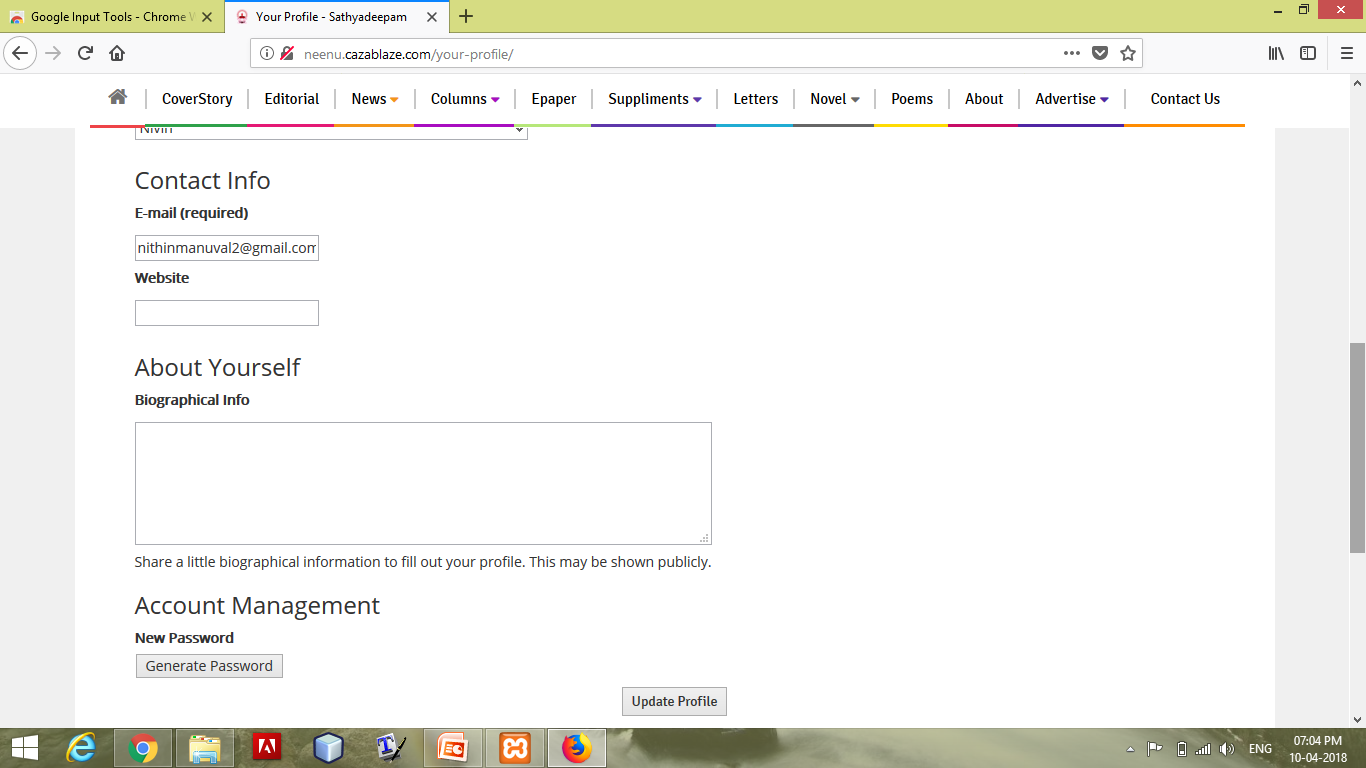 Google Input Tools - Chrome
Your Profile - Sathyadeepam
neenu.cazablaze.com/your-profile/
CoverStory
Editorial
News
Columns
Epaper
Suppliments
Letters
Novel
Poems
About
Advertise
Contact Us
Contact Info
E-mail (required)
nithinmanuval2@gmail.com
Website
About Yourself
Biographical Info
Share a little biographical information to fill out your profile. This may be shown publicly.
Account Management
New Password
Generate Password
Update Profile
ENG
07:04 PM
10-04-2018